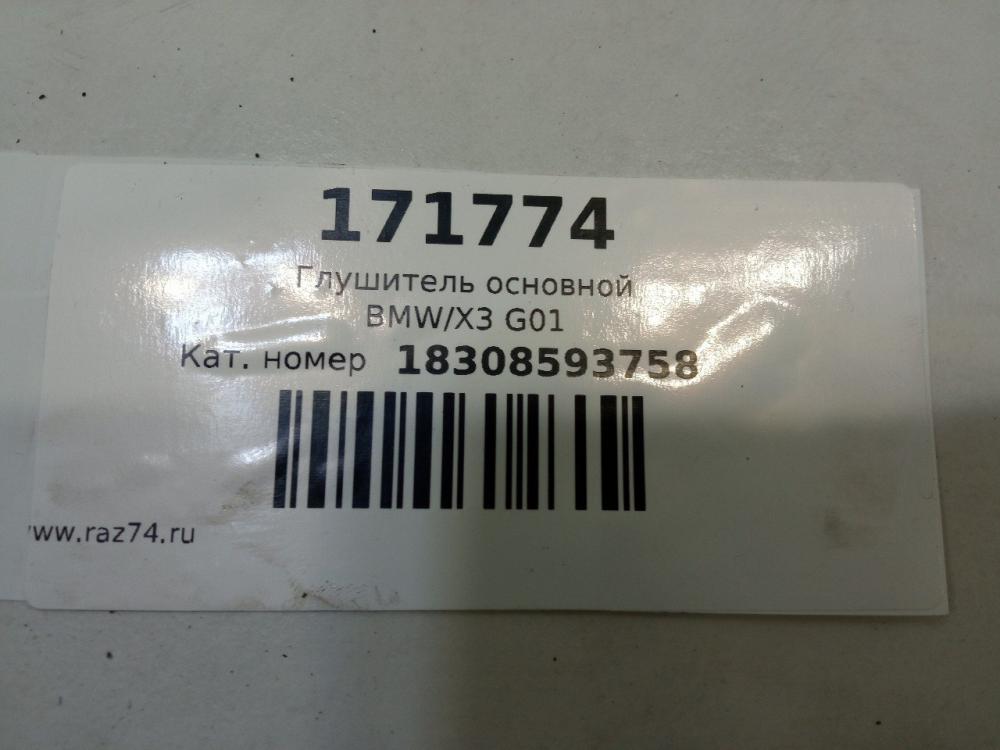 171774
Глушитель основной
BMW/X3 G01
Кат. номер 18308593758
www.raz74.ru